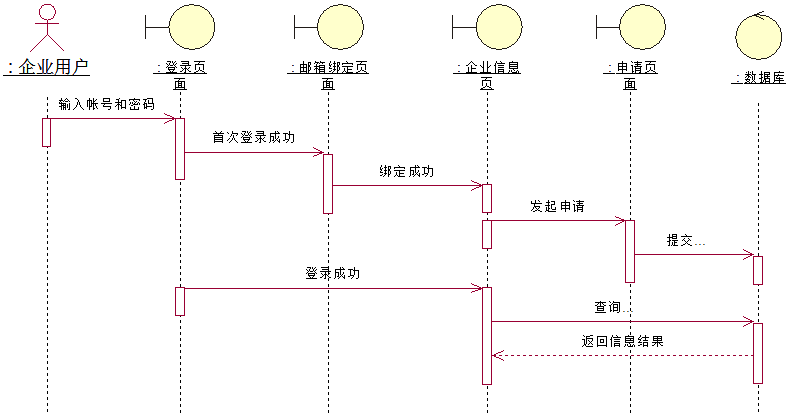 : 企业用户
: 登录页
面
: 邮箱绑定页
面
: 企业信息
页
: 申请页
面
: 数据库
输入帐号和密码
首次登录成功
绑定成功
发起申请
提交...
登录成功
查询...
返回信息结果